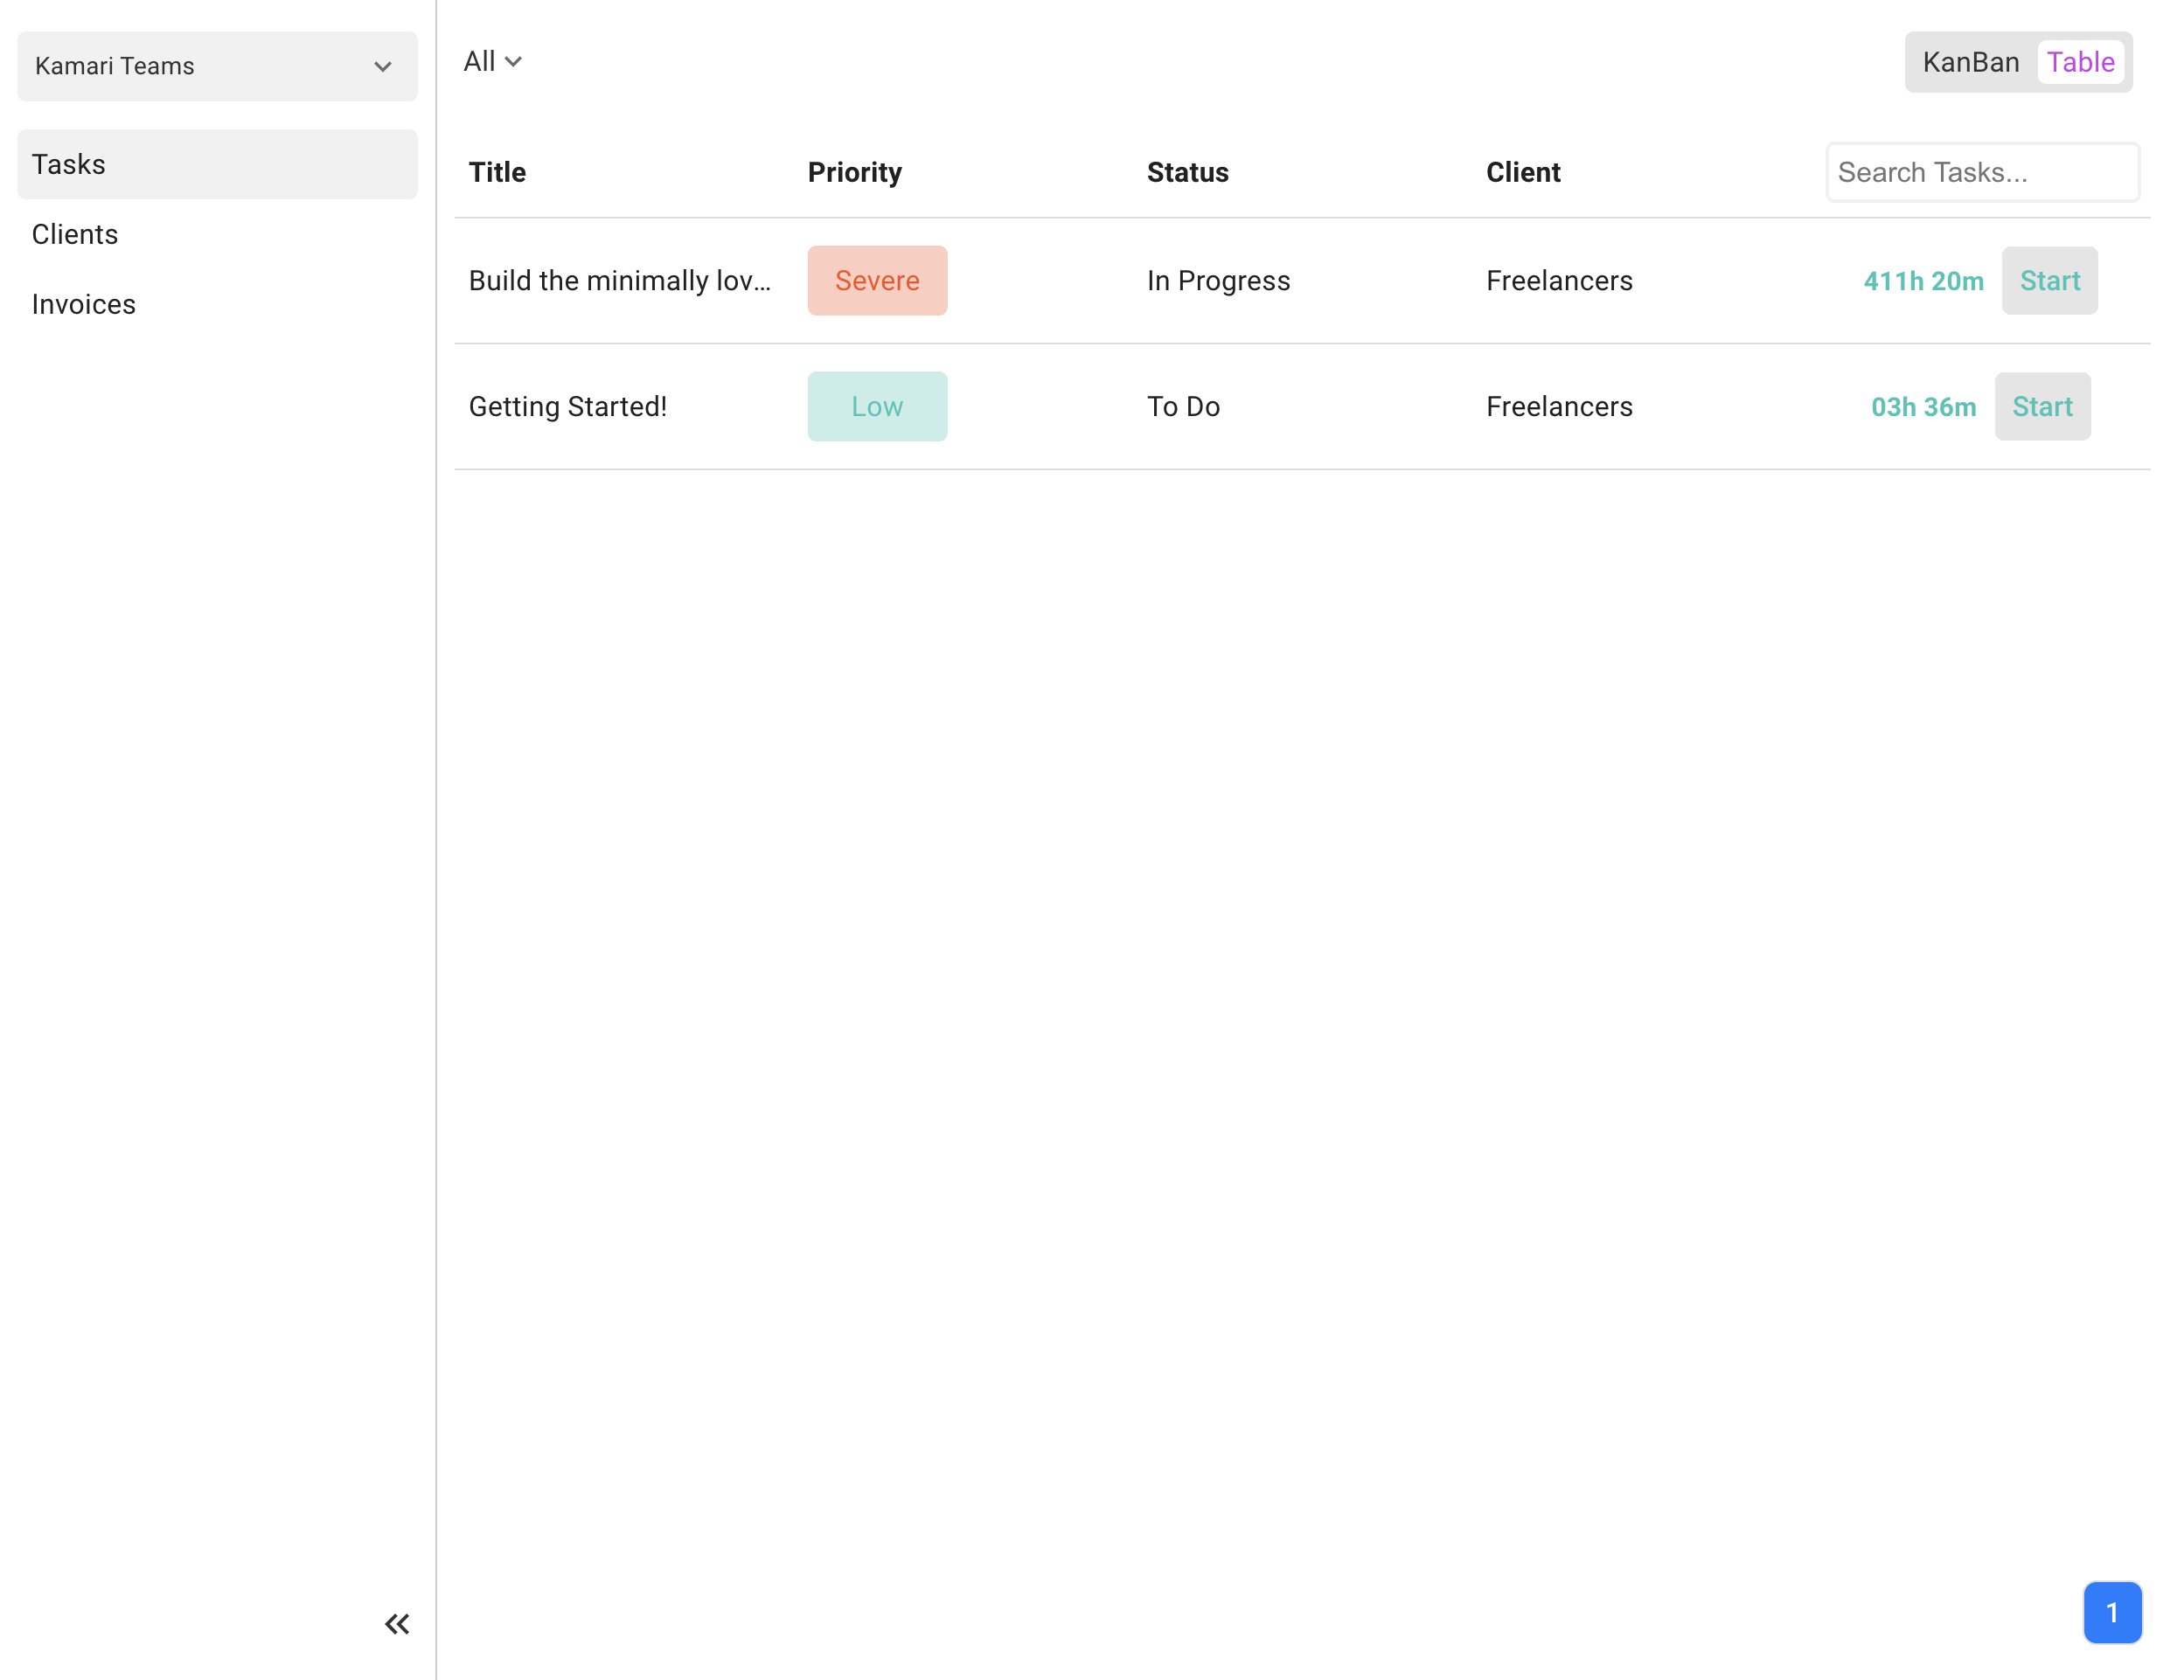 Kamari Teams
Tasks
Clients
Invoices
All
KanBan Table
Title Priority Status Client Search Tasks...
Build the minimally lov... Severe In Progress Freelancers 411h 20m Start
Getting Started! Low To Do Freelancers 03h 36m Start
1